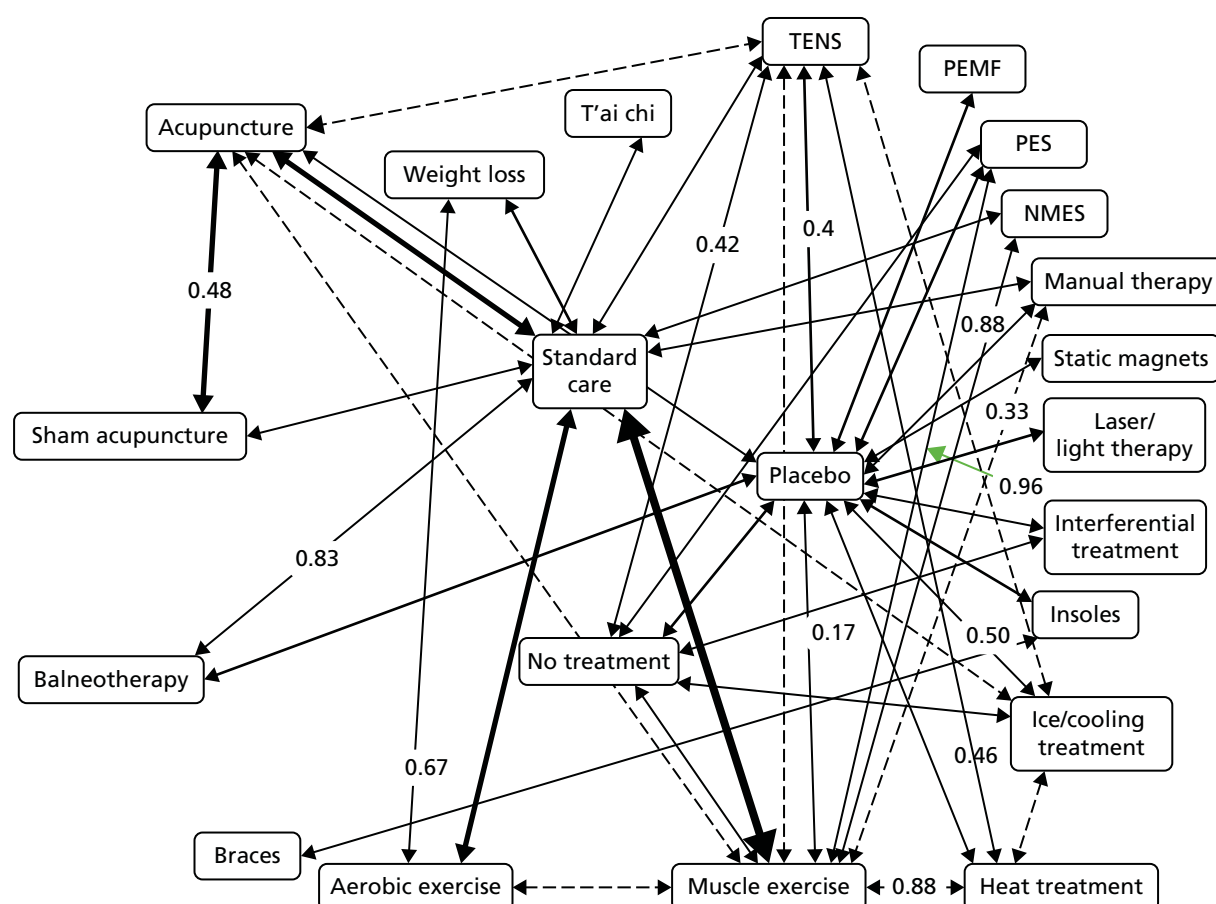 TENS
PEMF
T'ai chi
Acupuncture
PES
Weight loss
NMES
0.42
0.4
Manual therapy
0.48
0.88
Standard
care
Static magnets
0.33
Sham acupuncture
Laser/
light therapy
Placebo
0.96
Interferential
treatment
0.83
Insoles
0.17
0.50
No treatment
Balneotherapy
Ice/cooling
treatment
0.67
0.46
Braces
Aerobic exercise
Muscle exercise
0.88
Heat treatment